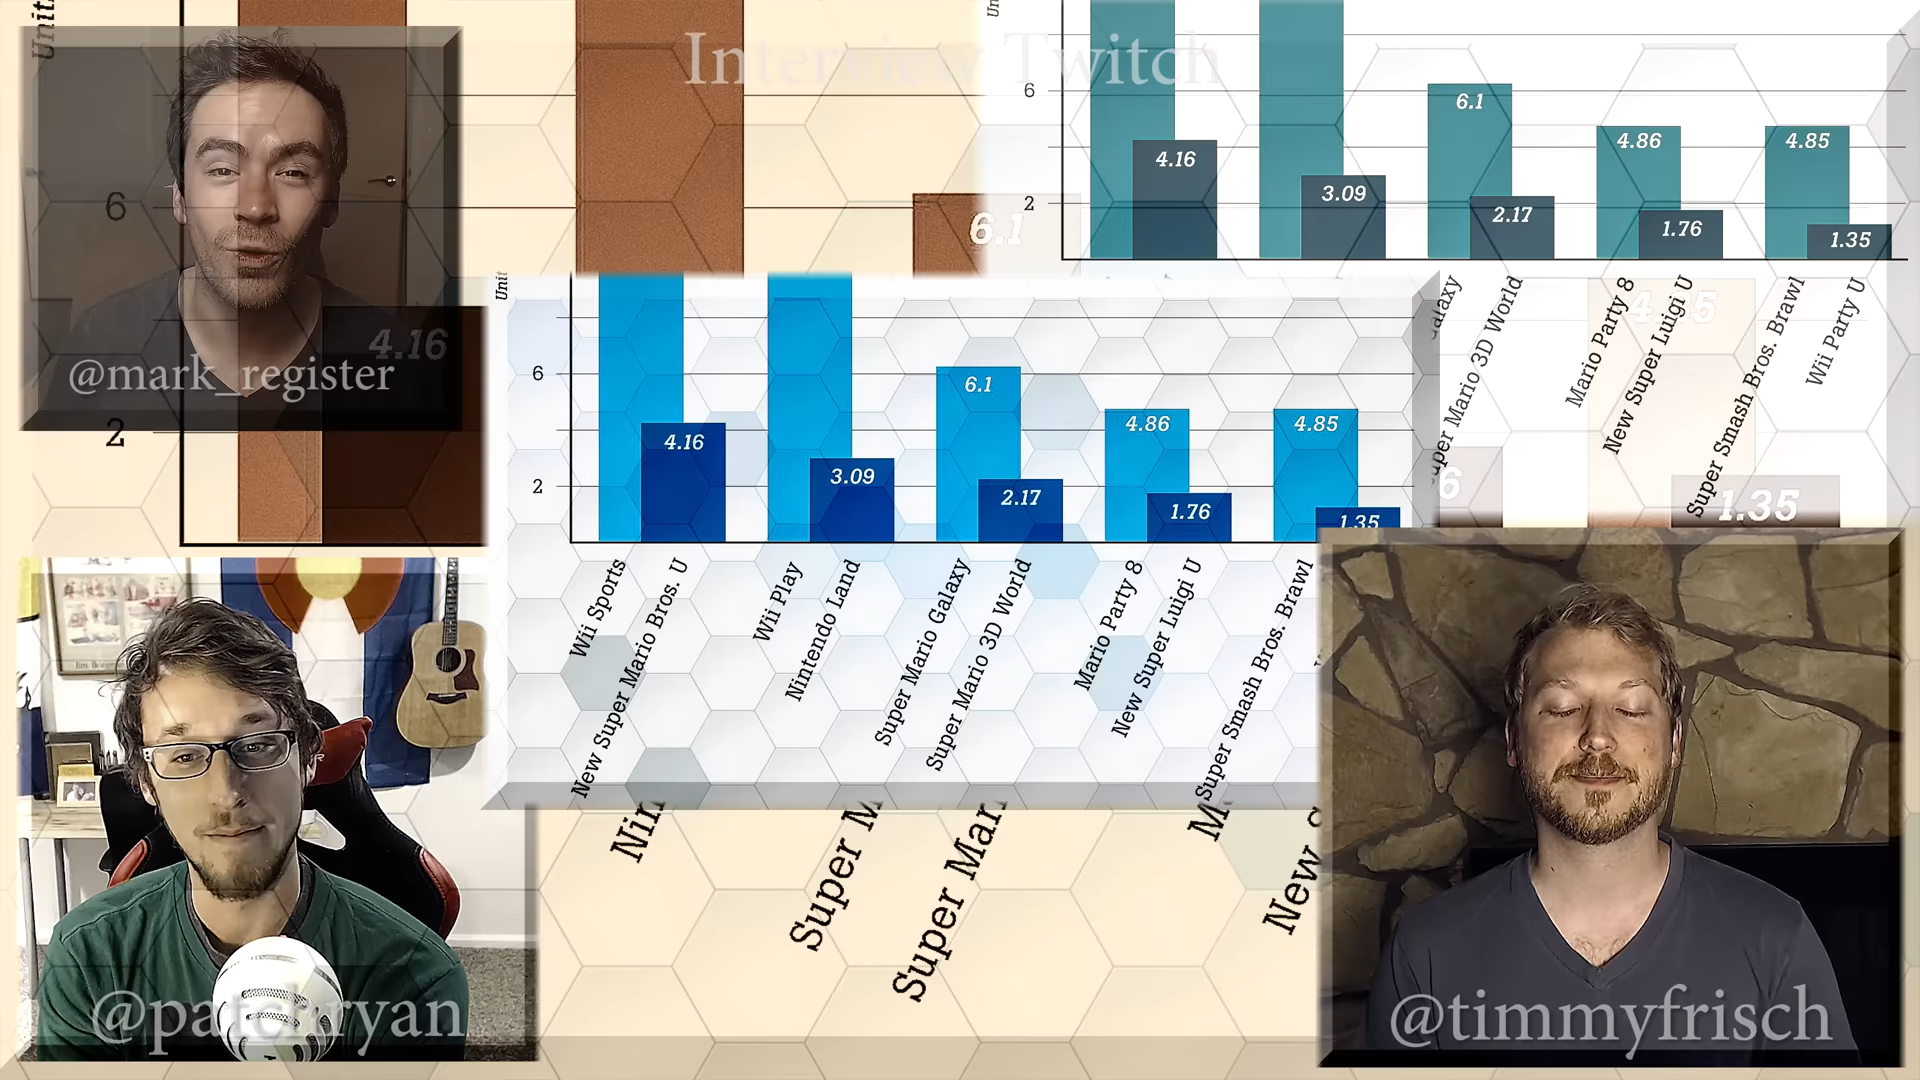 Unit
Interview Twitch
Unit
6
6.1
4.86
4.85
4.16
3.09
2.17
1.76
1.35
2
6
6.1
4.16
@mark_register
2
Unit
6
6.1
4.86
4.85
4.16
3.09
2.17
1.76
1.35
2
Super Mario 3D World
Mario Party 8
New Super Luigi U
Super Smash Bros. Brawl
Wii Party U
6
1.35
Wii Sports
New Super Mario Bros. U
Wii Play
Nintendo Land
Super Mario Galaxy
Super Mario 3D World
Mario Party 8
New Super Luigi U
Super Smash Bros. Brawl
Super M
Super Mar
New
@patchryan
@timmyfrisch